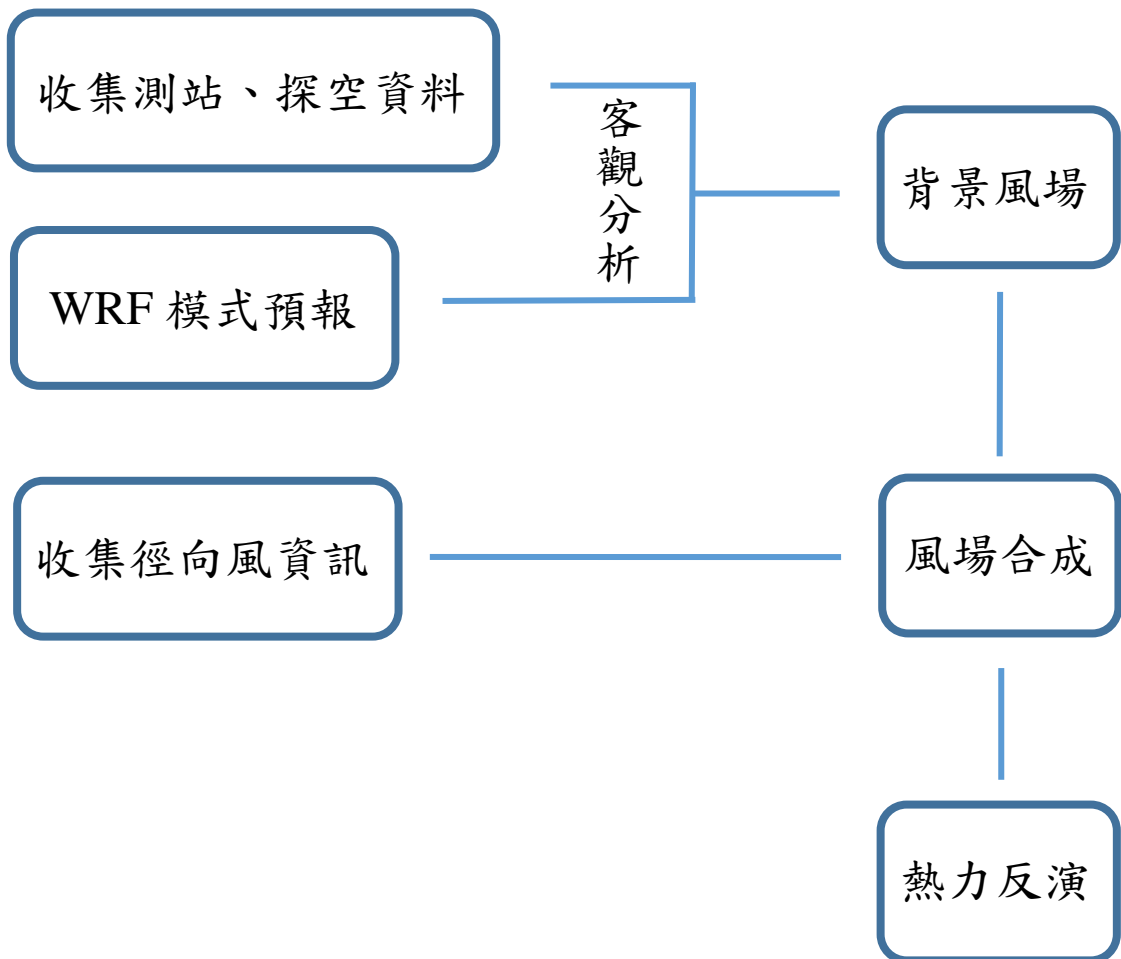 收集測站、探空資料
客觀分析
背景風場
WRF 模式預報
收集徑向風資訊
風場合成
熱力反演